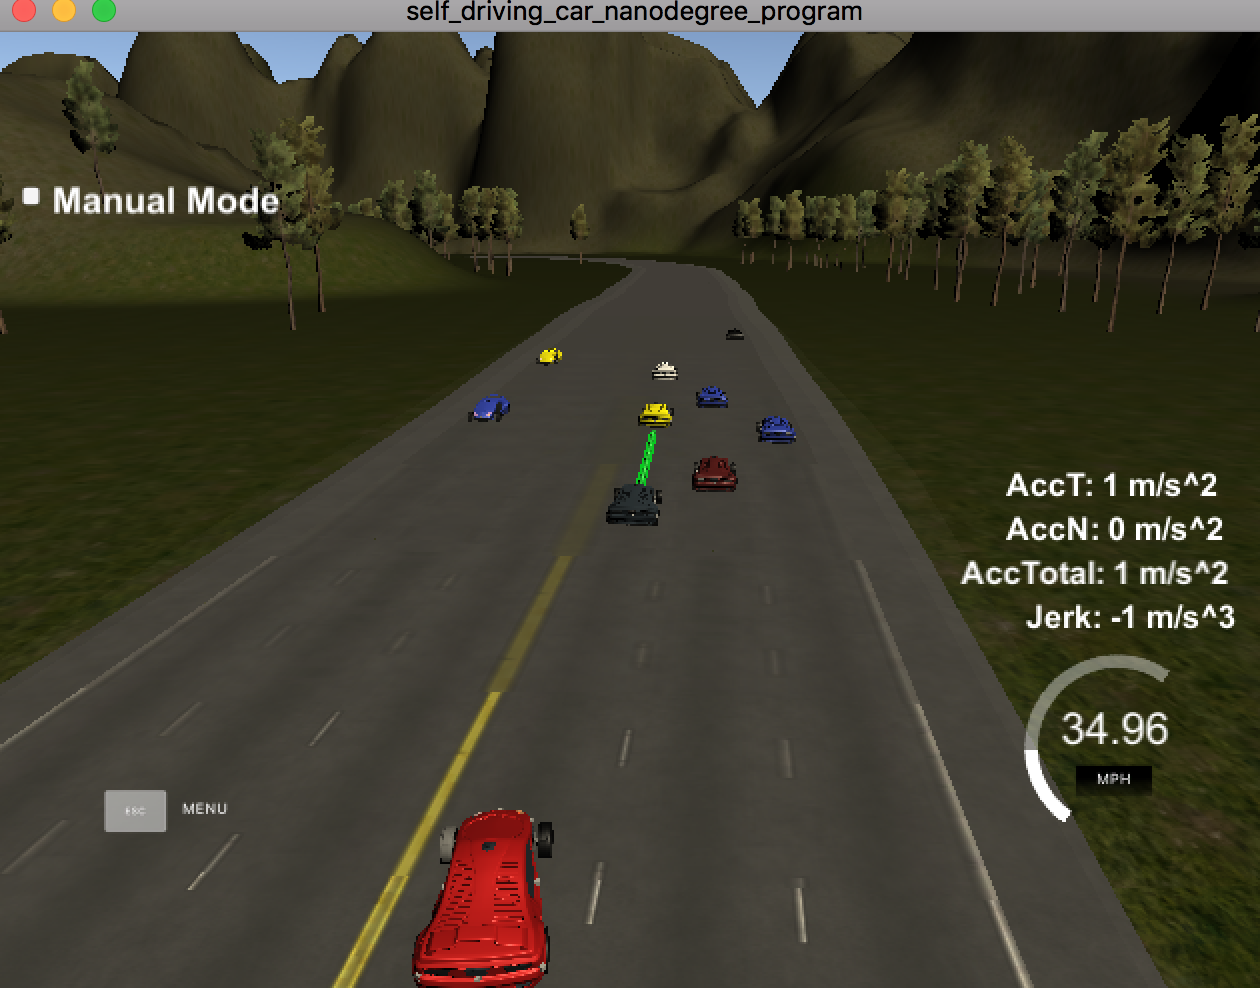 self_driving_car_nanodegree_program
Manual Mode
AccT: 1 m/s^2
AccN: 0 m/s^2
AccTotal: 1 m/s^2
Jerk: -1 m/s^3
34.96
MPH
ESC MENU